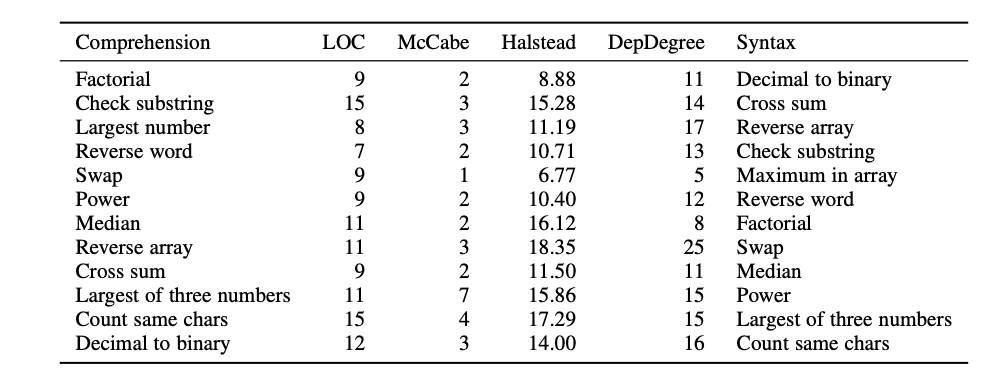 Comprehension LOC McCabe Halstead DepDegree Syntax
Factorial 9 2 8.88 11 Decimal to binary
Check substring 15 3 15.28 14 Cross sum
Largest number 8 3 11.19 17 Reverse array
Reverse word 7 2 10.71 13 Check substring
Swap 9 1 6.77 5 Maximum in array
Power 9 2 10.40 12 Reverse word
Median 11 2 16.12 8 Factorial
Reverse array 11 3 18.35 25 Swap
Cross sum 9 2 11.50 11 Median
Largest of three numbers 11 7 15.86 15 Power
Count same chars 15 4 17.29 15 Largest of three numbers
Decimal to binary 12 3 14.00 16 Count same chars